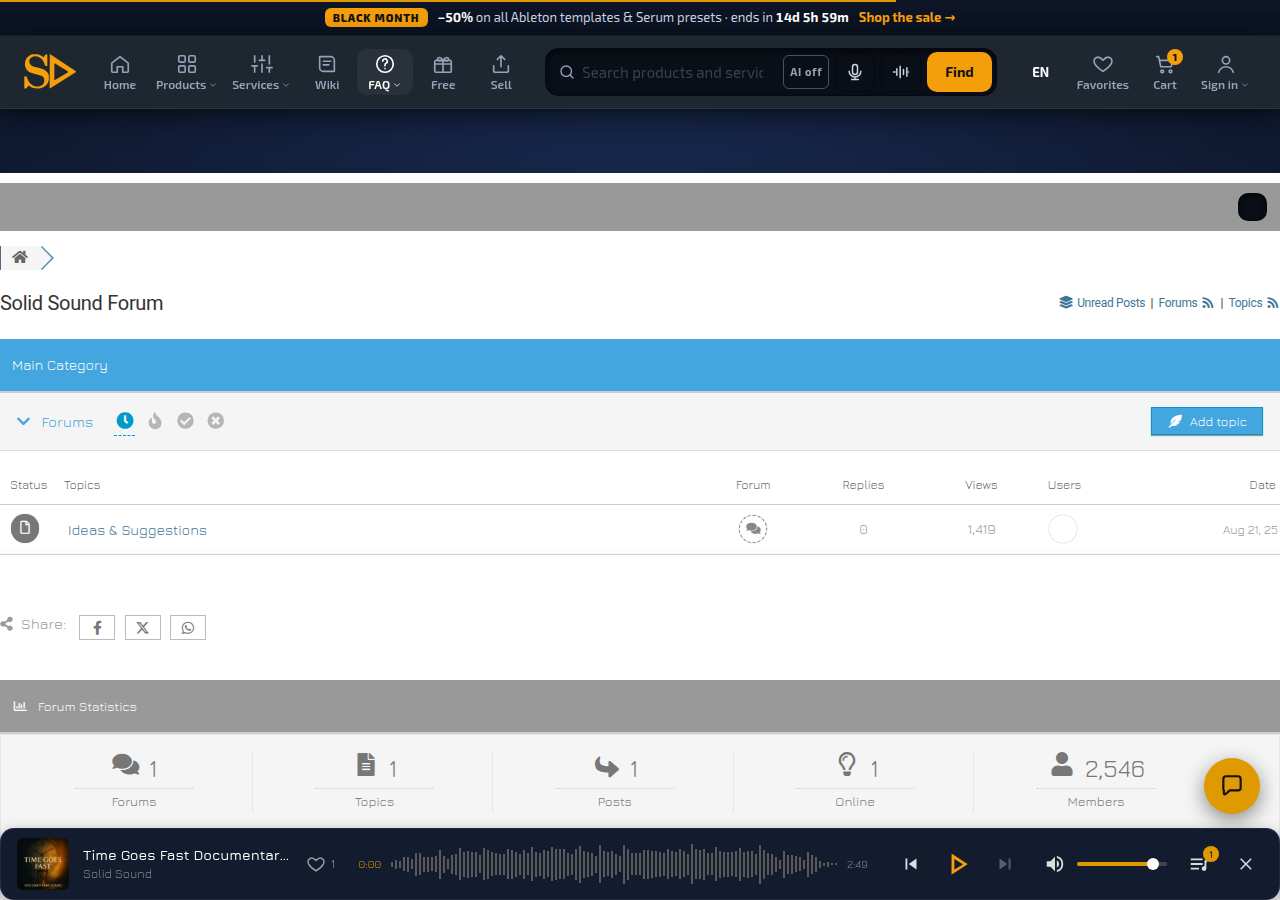 BLACK MONTH −50% on all Ableton templates & Serum presets · ends in 14d 5h 59m Shop the sale →
SD
Home Products Services Wiki FAQ Free Sell
Search products and servic AI off Find EN
Favorites Cart 1 Sign in
Solid Sound Forum
Unread Posts | Forums | Topics
Main Category
Forums
Add topic
Status Topics Forum Replies Views Users Date
Ideas & Suggestions 0 1,419 Aug 21, 25
Share:
Forum Statistics
1 1 1 1 2,546
Forums Topics Posts Online Members
TIME GOES
FAST
Time Goes Fast Documentar...
Solid Sound
1 0:00 2:49 1